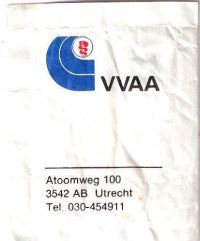 VVAA
Atoomweg 100
3542 AB Utrecht
Tel. 030-454911